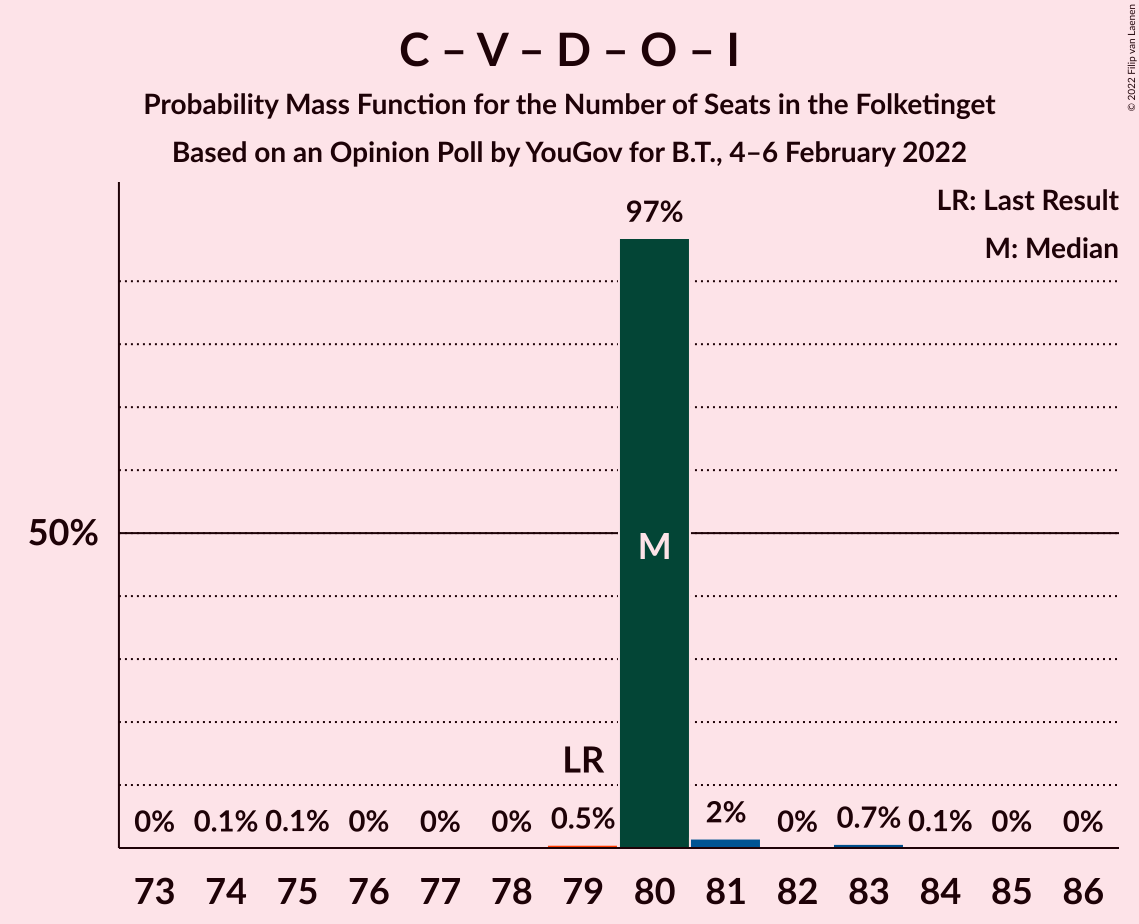 C – V – D – O – I
Probability Mass Function for the Number of Seats in the Folketinget
Based on an Opinion Poll by YouGov for B.T., 4–6 February 2022
© 2022 Filip van Laenen
LR: Last Result
M: Median
97%
50%
M
LR
0% 0.1% 0.1% 0% 0% 0% 0.5% 2% 0% 0.7% 0.1% 0% 0%
73 74 75 76 77 78 79 80 81 82 83 84 85 86